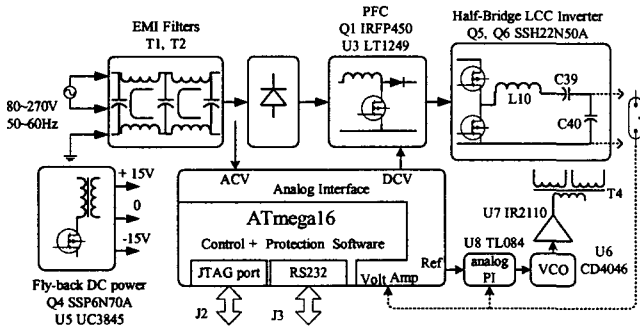 EMI Filters
T1, T2
PFC
Q1 IRFP450
U3 LT1249
Half-Bridge LCC Inverter
Q5, Q6 SSH22N50A
80~270V
50~60Hz
C39
L10
C40
ACV
DCV
Analog Interface
ATmega16
Control + Protection Software
JTAG port
RS232
Volt
Amp
Ref
+ 15V
0
-15V
Fly-back DC power
Q4 SSP6N70A
U5 UC3845
J2
J3
T4
U7 IR2110
U8 TL084
analog
PI
VCO
U6
CD4046